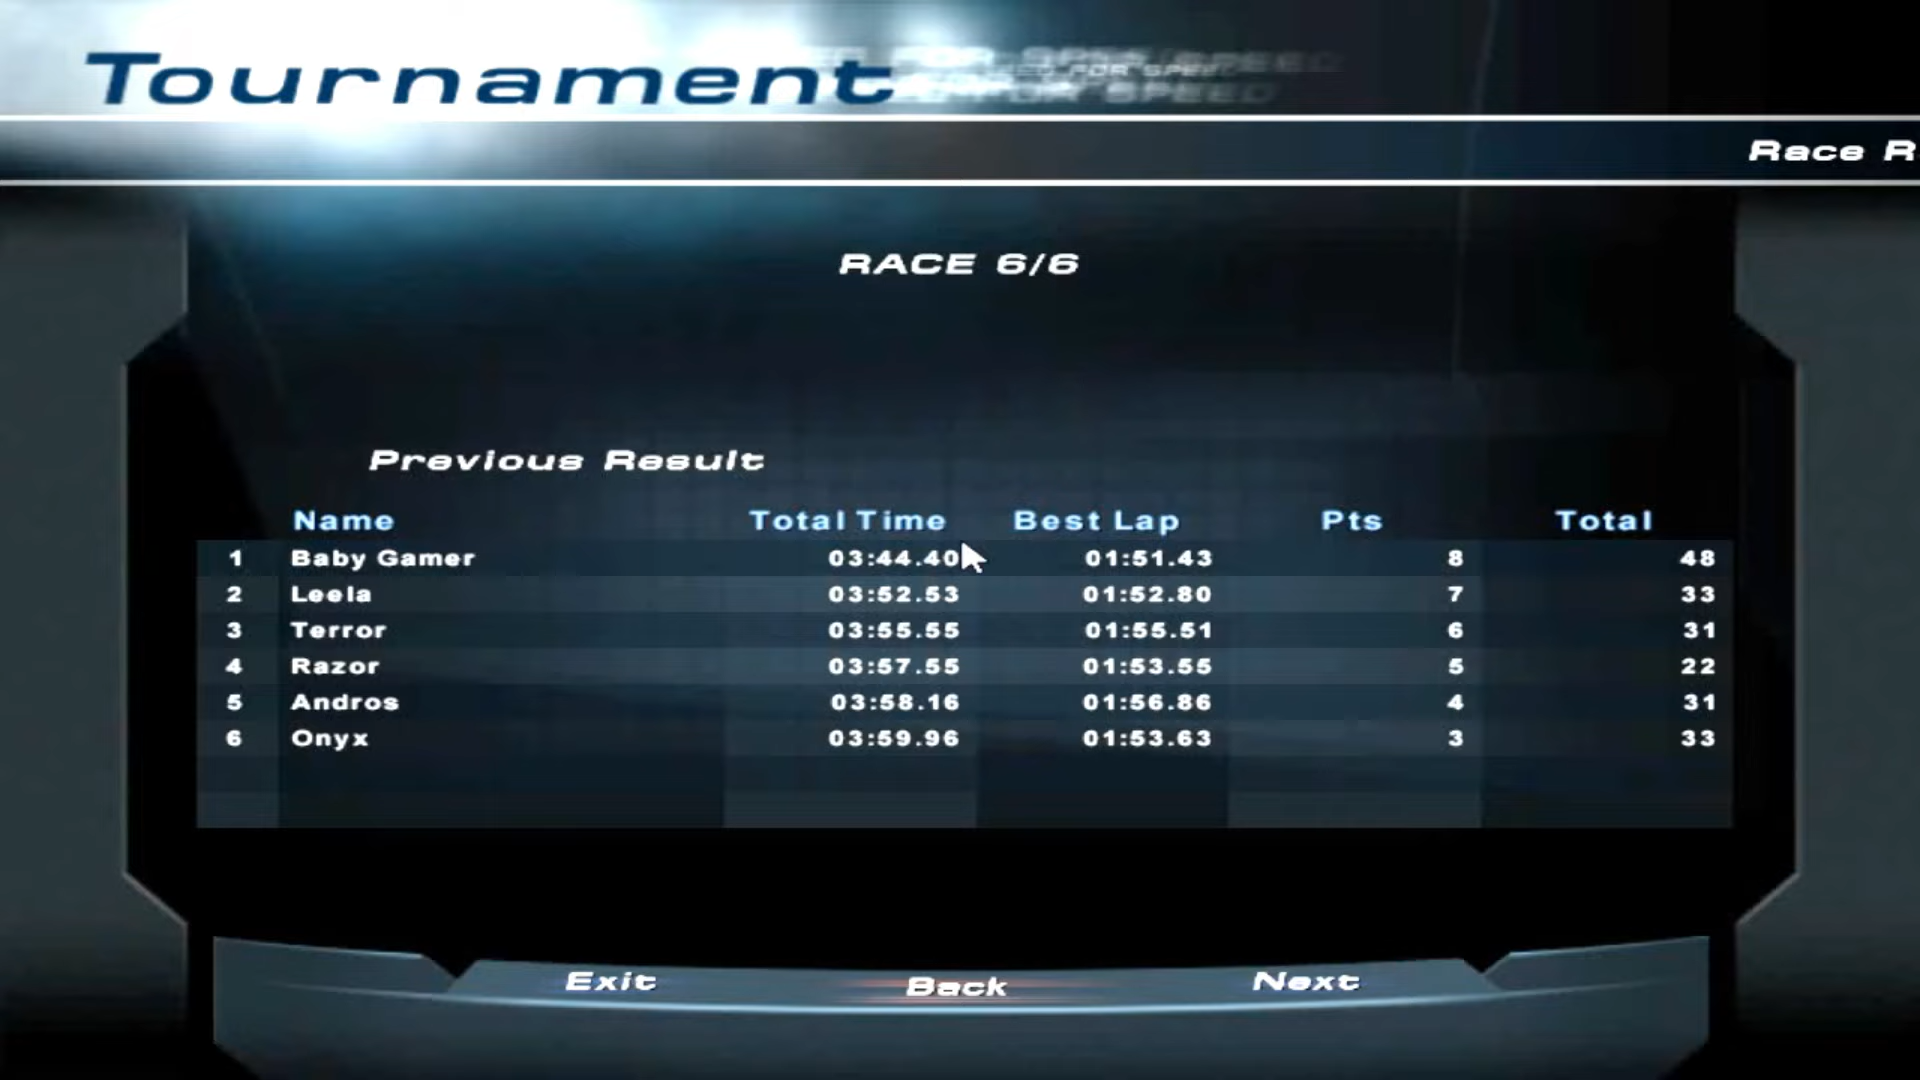 Tournament
NEED FOR SPEED
Race R
RACE 6/6
Previous Result
Name Total Time Best Lap Pts Total
1 Baby Gamer 03:44.40 01:51.43 8 48
2 Leela 03:52.53 01:52.80 7 33
3 Terror 03:55.55 01:55.51 6 31
4 Razor 03:57.55 01:53.55 5 22
5 Andros 03:58.16 01:56.86 4 31
6 Onyx 03:59.96 01:53.63 3 33
Exit Back Next